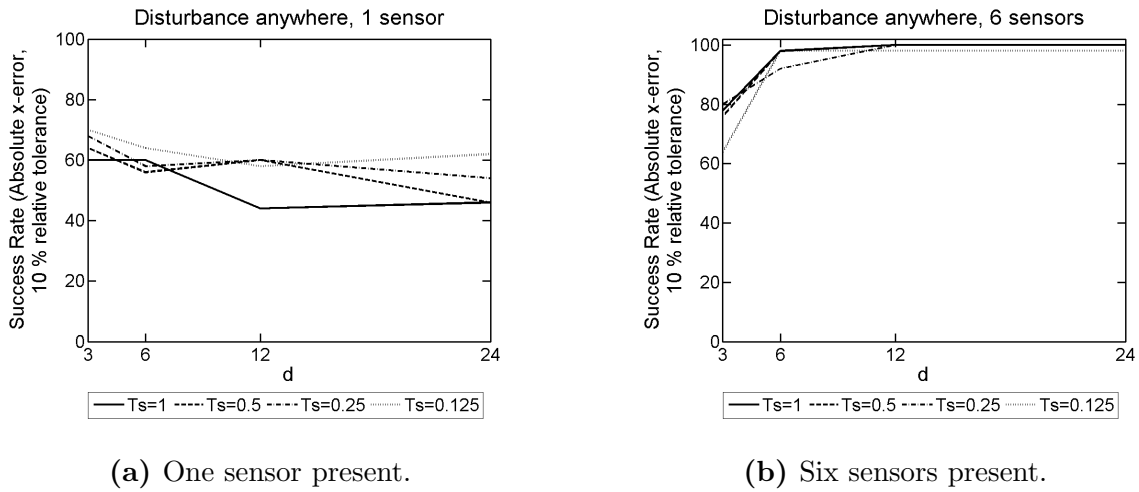 Disturbance anywhere, 1 sensor
Success Rate (Absolute x-error,
10 % relative tolerance)
100
80
60
40
20
0
3
6
12
24
d
Ts=1
Ts=0.5
Ts=0.25
Ts=0.125
(a) One sensor present.
Disturbance anywhere, 6 sensors
Success Rate (Absolute x-error,
10 % relative tolerance)
100
80
60
40
20
0
3
6
12
24
d
Ts=1
Ts=0.5
Ts=0.25
Ts=0.125
(b) Six sensors present.